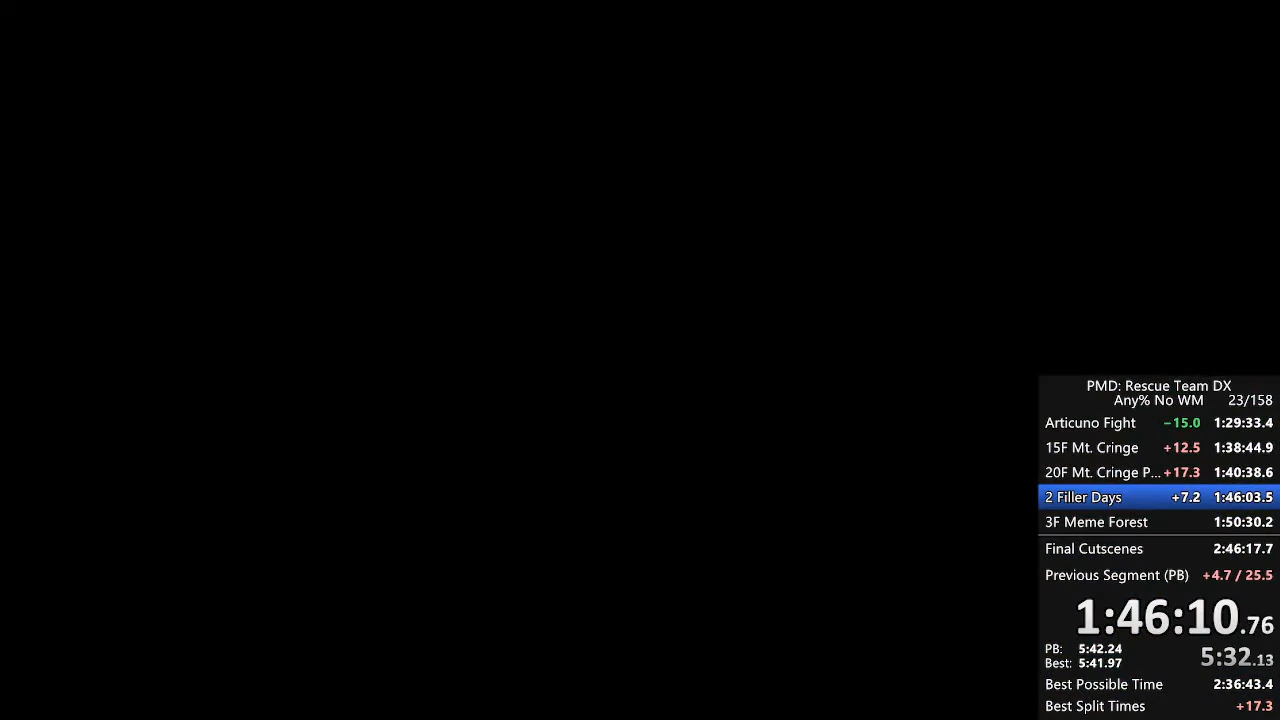 PMD: Rescue Team DX
Any% No WM 23/158
Articuno Fight −15.0 1:29:33.4
15F Mt. Cringe +12.5 1:38:44.9
20F Mt. Cringe P... +17.3 1:40:38.6
2 Filler Days +7.2 1:46:03.5
3F Meme Forest 1:50:30.2
Final Cutscenes 2:46:17.7
Previous Segment (PB) +4.7 / 25.5
1:46:10.76
PB: 5:42.24
Best: 5:41.97
5:32.13
Best Possible Time 2:36:43.4
Best Split Times +17.3